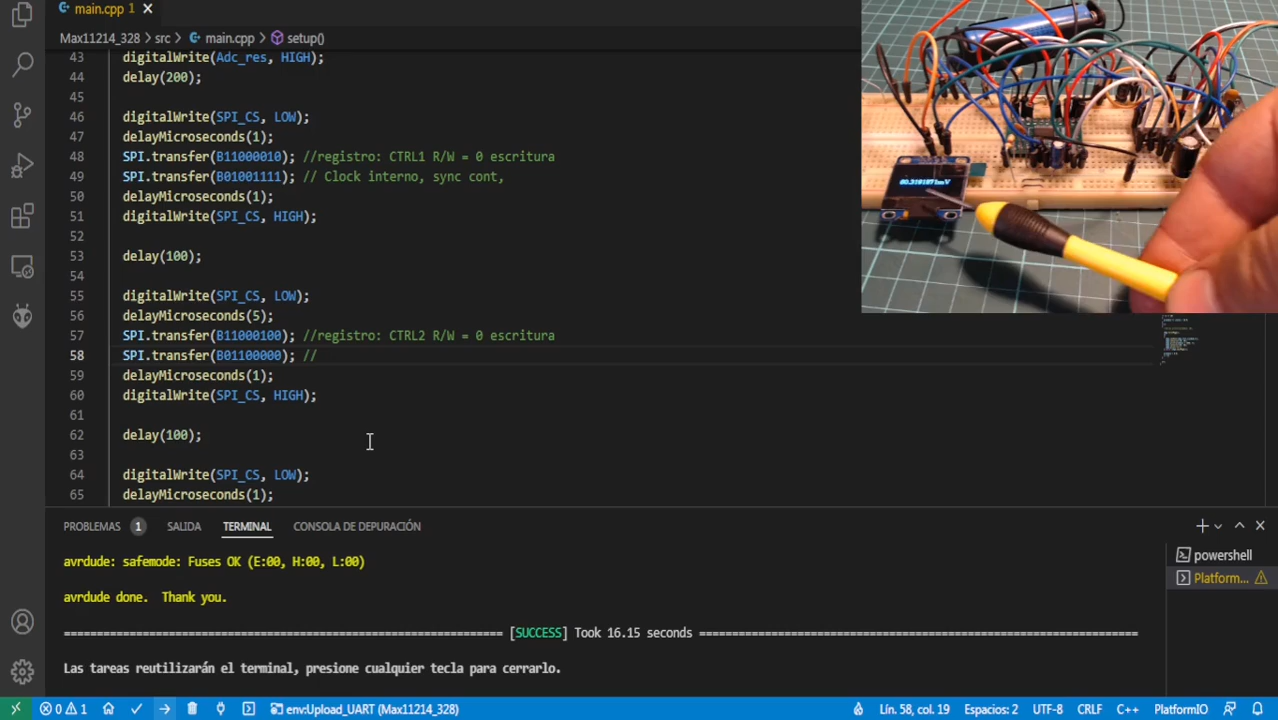 main.cpp 1
Max11214_328 > src > main.cpp > setup()
43 digitalWrite(Adc_res, HIGH);
44 delay(200);
45
46 digitalWrite(SPI_CS, LOW);
47 delayMicroseconds(1);
48 SPI.transfer(B11000010); //registro: CTRL1 R/W = 0 escritura
49 SPI.transfer(B01001111); // Clock interno, sync cont,
50 delayMicroseconds(1);
51 digitalWrite(SPI_CS, HIGH);
52
53 delay(100);
54
55 digitalWrite(SPI_CS, LOW);
56 delayMicroseconds(5);
57 SPI.transfer(B11000100); //registro: CTRL2 R/W = 0 escritura
58 SPI.transfer(B01100000); //
59 delayMicroseconds(1);
60 digitalWrite(SPI_CS, HIGH);
61
62 delay(100);
63
64 digitalWrite(SPI_CS, LOW);
65 delayMicroseconds(1);
PROBLEMAS 1 SALIDA TERMINAL CONSOLA DE DEPURACIÓN
powershell
Platform...
avrdude: safemode: Fuses OK (E:00, H:00, L:00)
avrdude done. Thank you.
[SUCCESS] Took 16.15 seconds
Las tareas reutilizarán el terminal, presione cualquier tecla para cerrarlo.
0 1 env:Upload_UART (Max11214_328) Lín. 58, col. 19 Espacios: 2 UTF-8 CRLF C++ PlatformIO